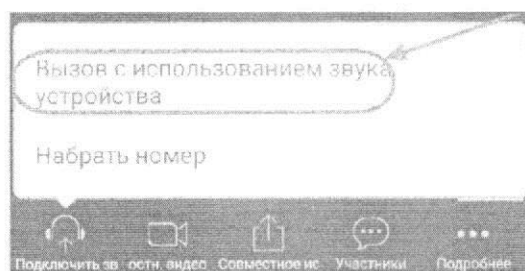 Вызов с использованием звука
устройства
Набрать номер
Подключить зв остн. видео Совместное ис Участники Подробнее